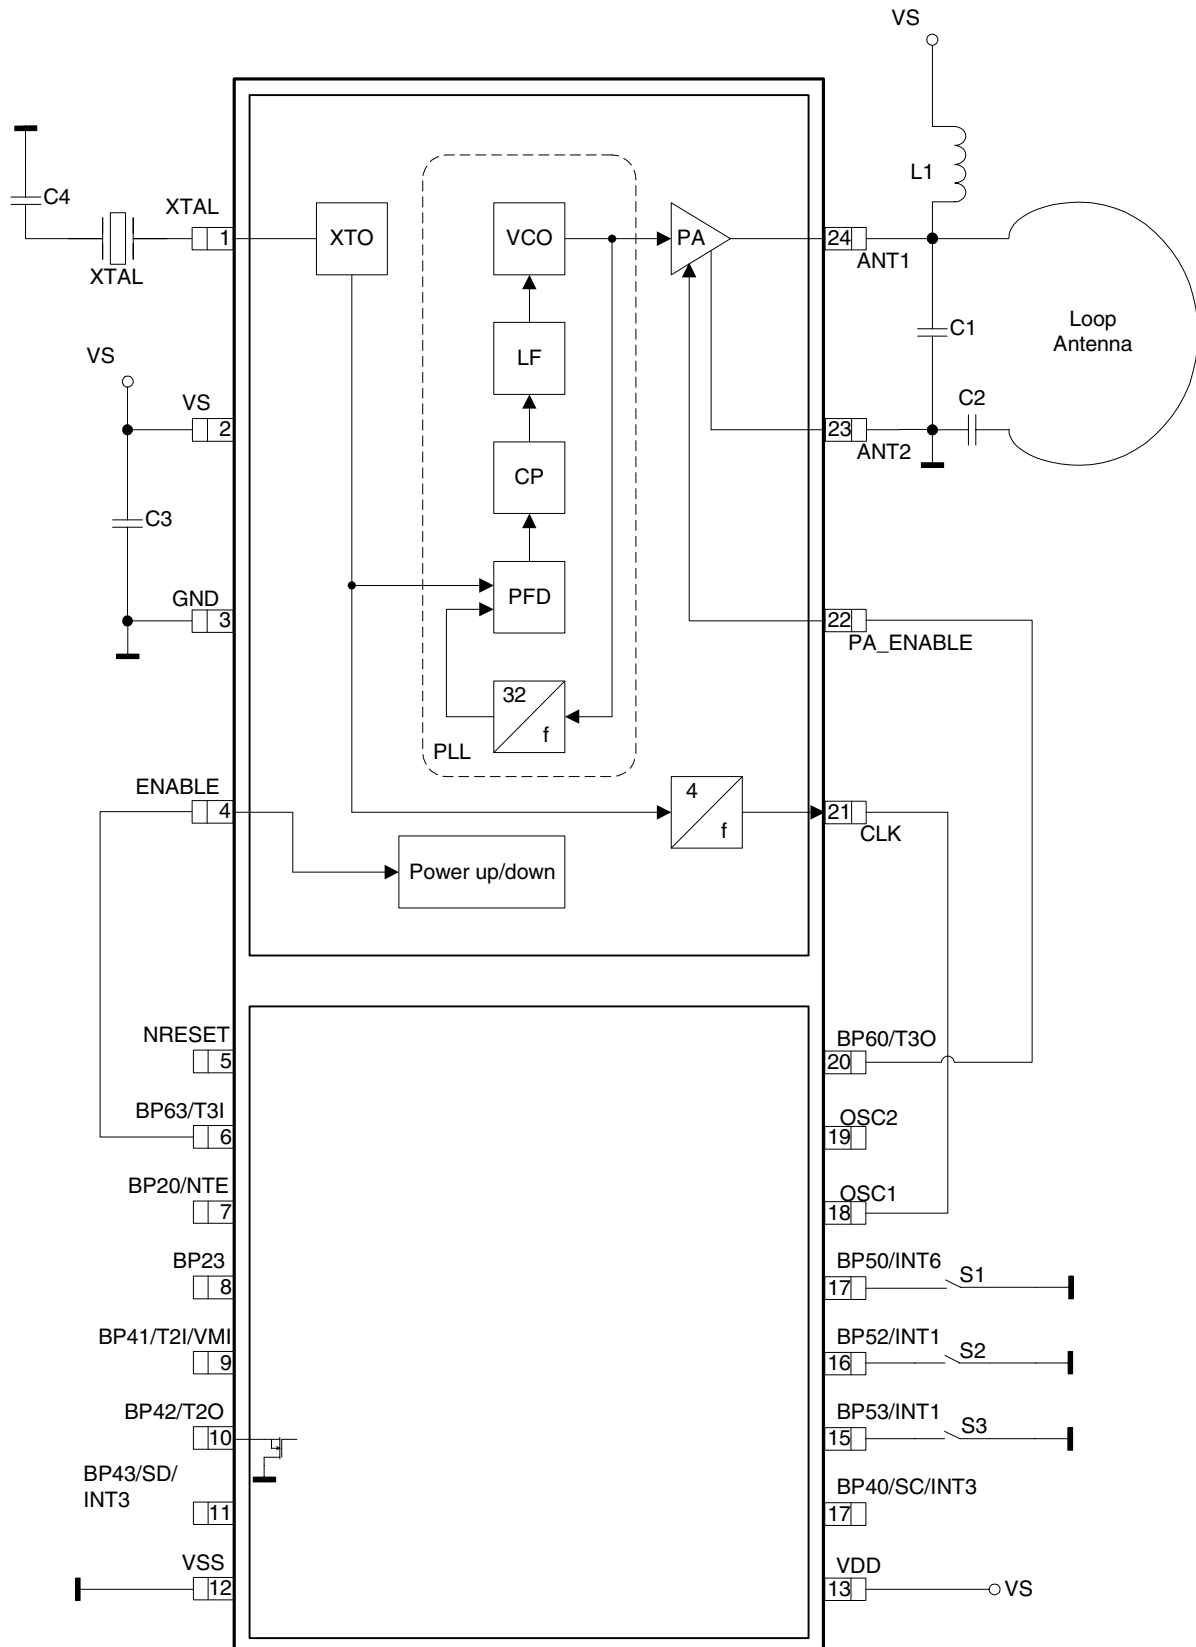 VS
L1
C4
XTAL
1
XTAL
XTO
VCO
PA
24
ANT1
LF
C1
Loop
Antenna
VS
VS
2
C2
23
ANT2
CP
C3
GND
3
PFD
22
PA_ENABLE
32
f
PLL
ENABLE
4
4
f
21
CLK
Power up/down
NRESET
5
BP60/T3O
20
BP63/T3I
6
OSC2
19
BP20/NTE
7
OSC1
18
BP23
8
BP50/INT6
17
S1
BP41/T2I/VMI
9
BP52/INT1
16
S2
BP42/T2O
10
BP53/INT1
15
S3
BP43/SD/
INT3
11
BP40/SC/INT3
17
VSS
12
VDD
13
VS